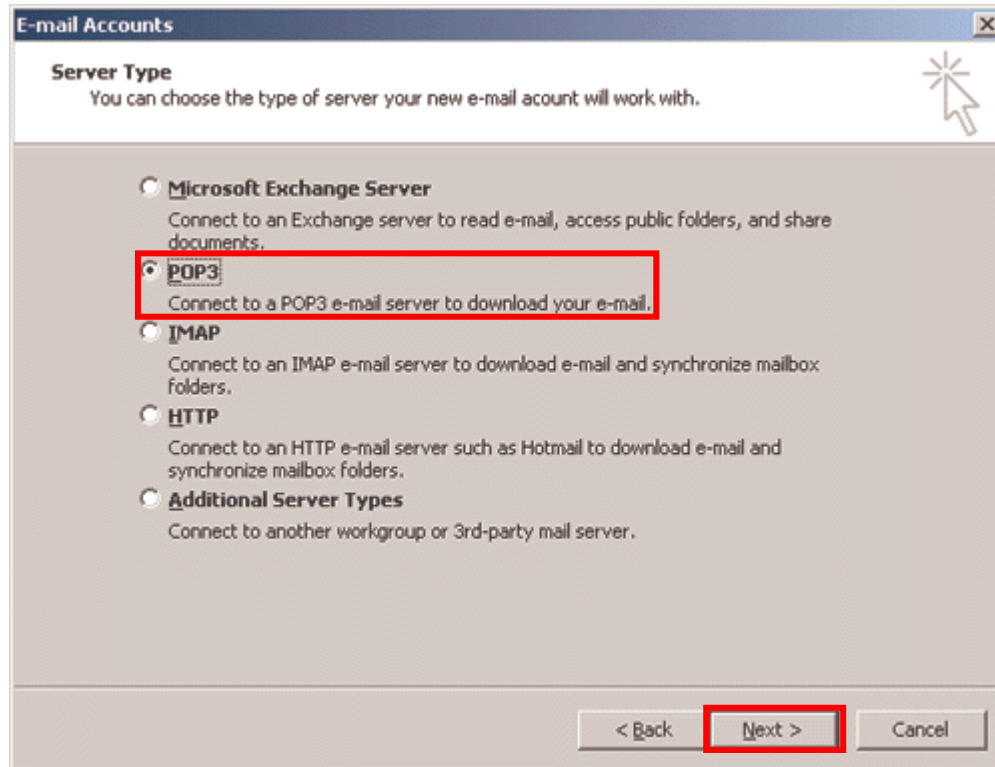 E-mail Accounts
Server Type
You can choose the type of server your new e-mail acount will work with.
Microsoft Exchange Server
Connect to an Exchange server to read e-mail, access public folders, and share
documents.
POP3
Connect to a POP3 e-mail server to download your e-mail.
IMAP
Connect to an IMAP e-mail server to download e-mail and synchronize mailbox
folders.
HTTP
Connect to an HTTP e-mail server such as Hotmail to download e-mail and
synchronize mailbox folders.
Additional Server Types
Connect to another workgroup or 3rd-party mail server.
< Back Next > Cancel